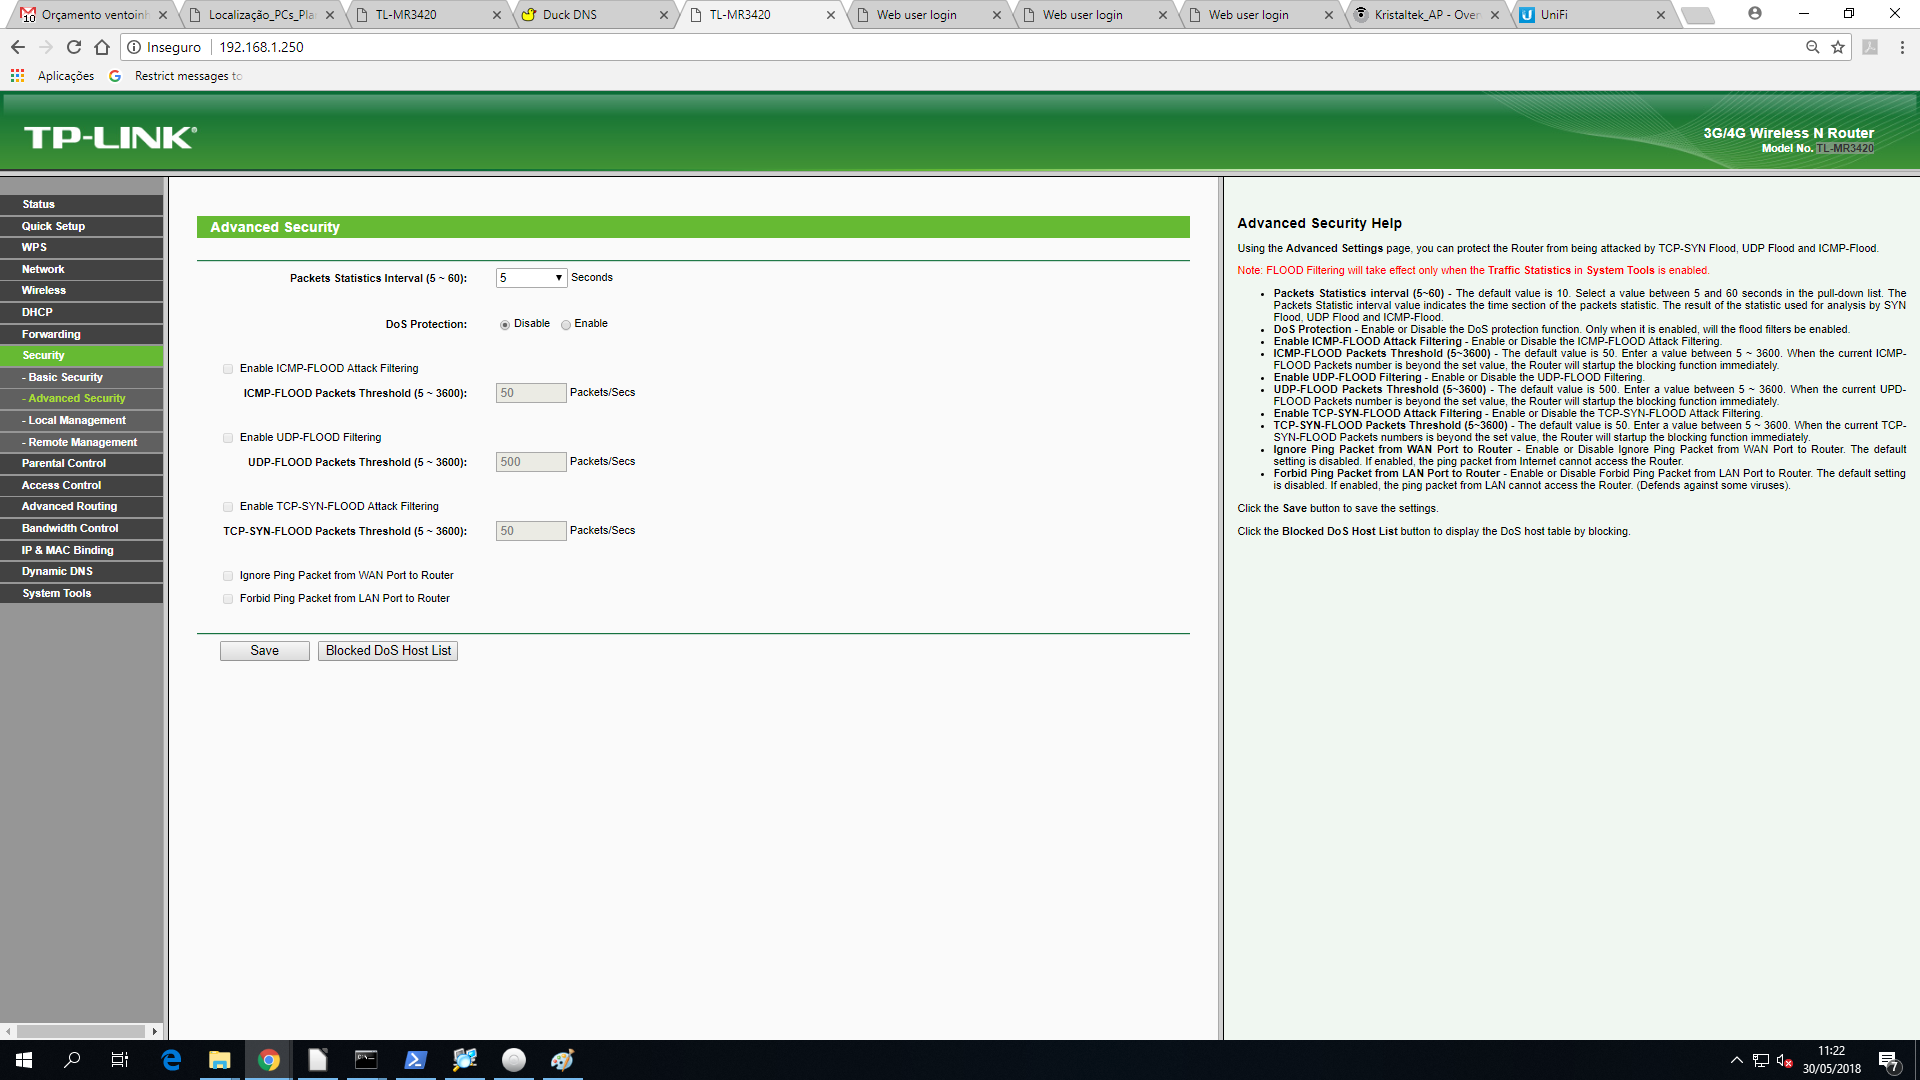 Orçamento ventoinh
Localização_PCs_Pla
TL-MR3420
Duck DNS
TL-MR3420
Web user login
Web user login
Web user login
Kristaltek_AP - Over
UniFi
Inseguro
192.168.1.250
Aplicações
Restrict messages to
TP-LINK®
3G/4G Wireless N Router
Model No. TL-MR3420
Status
Quick Setup
WPS
Network
Wireless
DHCP
Forwarding
Security
- Basic Security
- Advanced Security
- Local Management
- Remote Management
Parental Control
Access Control
Advanced Routing
Bandwidth Control
IP & MAC Binding
Dynamic DNS
System Tools
Advanced Security
Packets Statistics Interval (5 ~ 60): 5 Seconds
DoS Protection: Disable Enable
Enable ICMP-FLOOD Attack Filtering
ICMP-FLOOD Packets Threshold (5 ~ 3600): 50 Packets/Secs
Enable UDP-FLOOD Filtering
UDP-FLOOD Packets Threshold (5 ~ 3600): 500 Packets/Secs
Enable TCP-SYN-FLOOD Attack Filtering
TCP-SYN-FLOOD Packets Threshold (5 ~ 3600): 50 Packets/Secs
Ignore Ping Packet from WAN Port to Router
Forbid Ping Packet from LAN Port to Router
Save Blocked DoS Host List
Advanced Security Help
Using the Advanced Settings page, you can protect the Router from being attacked by TCP-SYN Flood, UDP Flood and ICMP-Flood.
Note: FLOOD Filtering will take effect only when the Traffic Statistics in System Tools is enabled.
• Packets Statistics interval (5~60) - The default value is 10. Select a value between 5 and 60 seconds in the pull-down list. The
Packets Statistic interval value indicates the time section of the packets statistic. The result of the statistic used for analysis by SYN
Flood, UDP Flood and ICMP-Flood.
• DoS Protection - Enable or Disable the DoS protection function. Only when it is enabled, will the flood filters be enabled.
• Enable ICMP-FLOOD Attack Filtering - Enable or Disable the ICMP-FLOOD Attack Filtering.
• ICMP-FLOOD Packets Threshold (5~3600) - The default value is 50. Enter a value between 5 ~ 3600. When the current ICMP-
FLOOD Packets number is beyond the set value, the Router will startup the blocking function immediately.
• Enable UDP-FLOOD Filtering - Enable or Disable the UDP-FLOOD Filtering.
• UDP-FLOOD Packets Threshold (5~3600) - The default value is 500. Enter a value between 5 ~ 3600. When the current UPD-
FLOOD Packets number is beyond the set value, the Router will startup the blocking function immediately.
• Enable TCP-SYN-FLOOD Attack Filtering - Enable or Disable the TCP-SYN-FLOOD Attack Filtering.
• TCP-SYN-FLOOD Packets Threshold (5~3600) - The default value is 50. Enter a value between 5 ~ 3600. When the current TCP-
SYN-FLOOD Packets numbers is beyond the set value, the Router will startup the blocking function immediately.
• Ignore Ping Packet from WAN Port to Router - Enable or Disable Ignore Ping Packet from WAN Port to Router. The default
setting is disabled. If enabled, the ping packet from Internet cannot access the Router.
• Forbid Ping Packet from LAN Port to Router - Enable or Disable Forbid Ping Packet from LAN Port to Router. The default setting
is disabled. If enabled, the ping packet from LAN cannot access the Router. (Defends against some viruses).
Click the Save button to save the settings.
Click the Blocked DoS Host List button to display the DoS host table by blocking.
11:22
30/05/2018
7